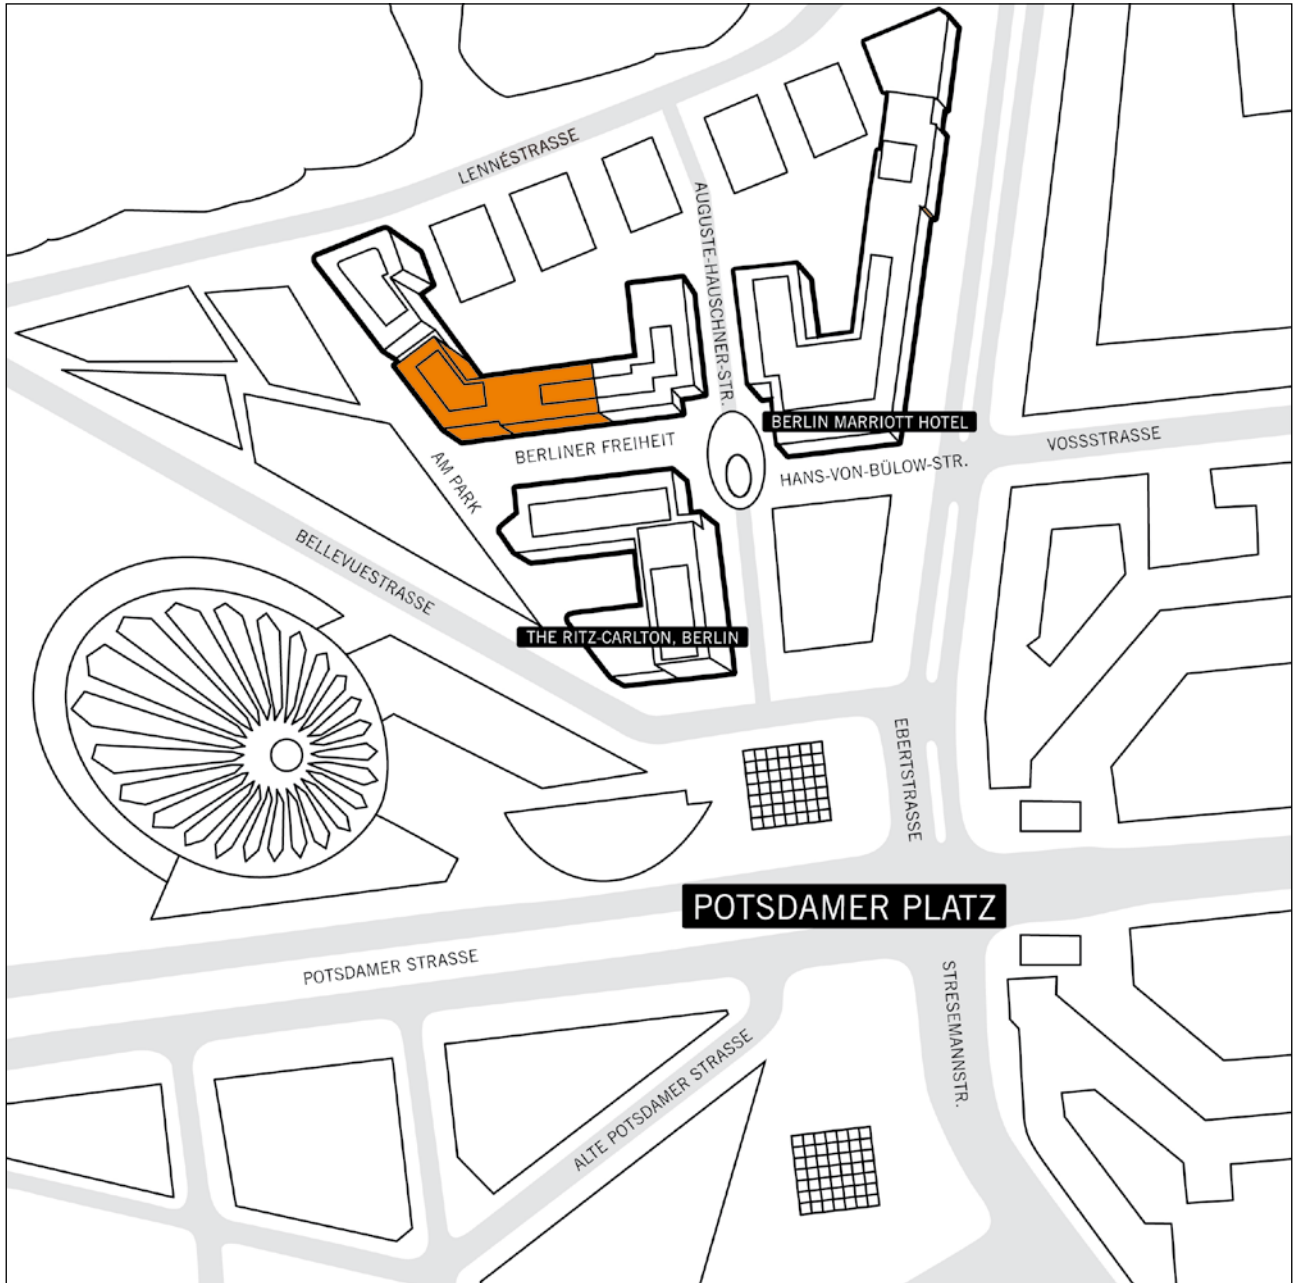 LENNÉSTRASSE
AUGUSTE-HAUSCHNER-STR.
BERLIN MARRIOTT HOTEL
VOSSSTRASSE
BERLINER FREIHEIT
HANS-VON-BÜLOW-STR.
AM PARK
BELLEVUESTRASSE
THE RITZ-CARLTON, BERLIN
EBERTSTRASSE
POTSDAMER PLATZ
POTSDAMER STRASSE
STRESEMANNSTR.
ALTE POTSDAMER STRASSE